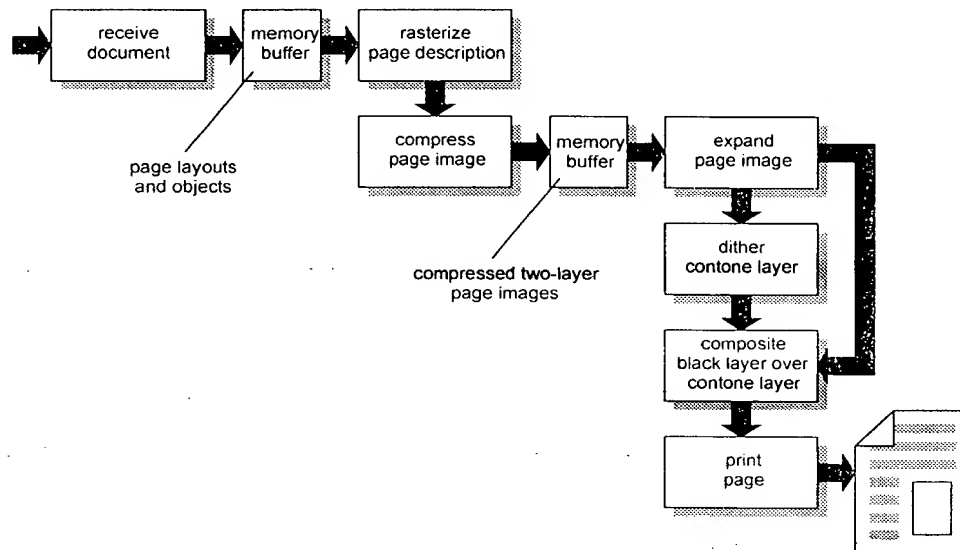 receive
document
memory
buffer
rasterize
page description
compress
page image
memory
buffer
expand
page image
page layouts
and objects
dither
contone layer
compressed two-layer
page images
composite
black layer over
contone layer
print
page